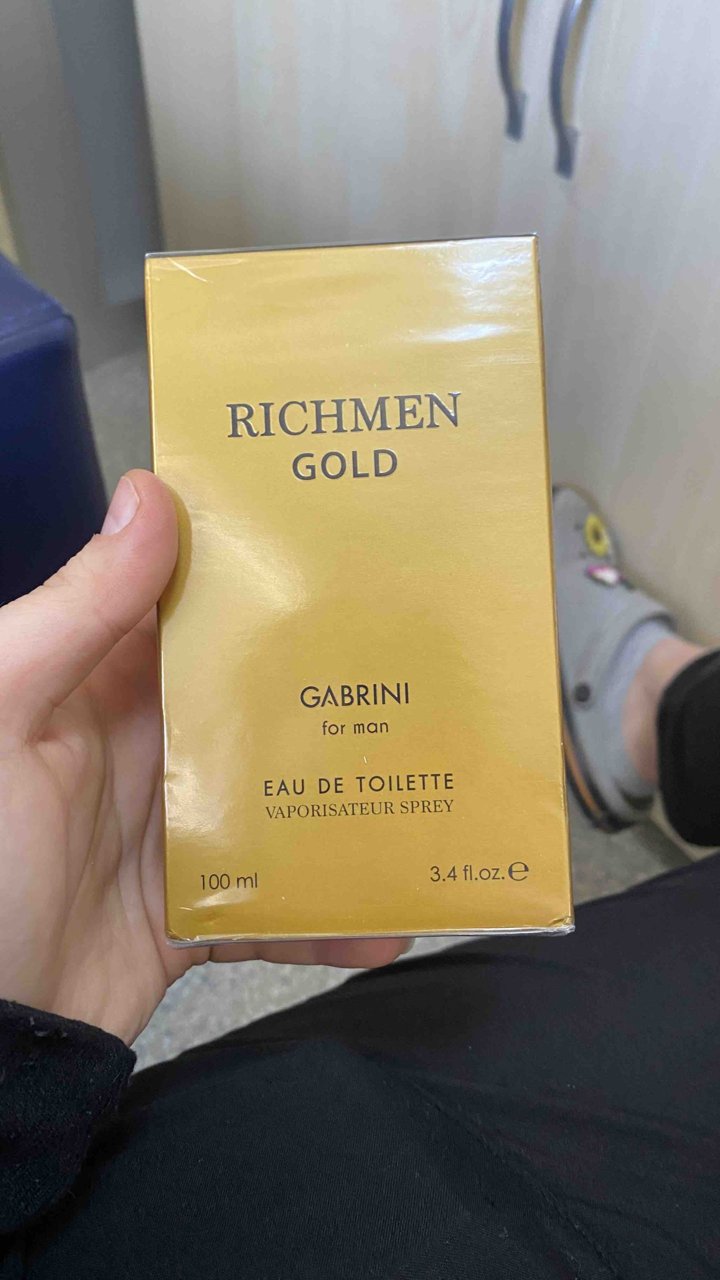 RICHMEN
GOLD
GABRINI
for man
EAU DE TOILETTE
VAPORISATEUR SPREY
100 ml
3.4 fl.oz. ℮